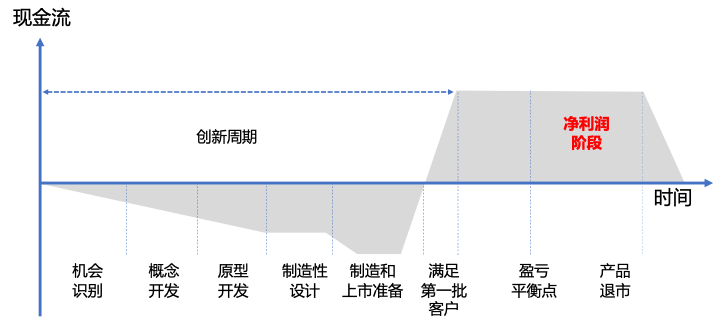 现金流
创新周期
净利润
阶段
时间
机会
识别
概念
开发
原型
开发
制造性
设计
制造和
上市准备
满足
第一批
客户
盈亏
平衡点
产品
退市